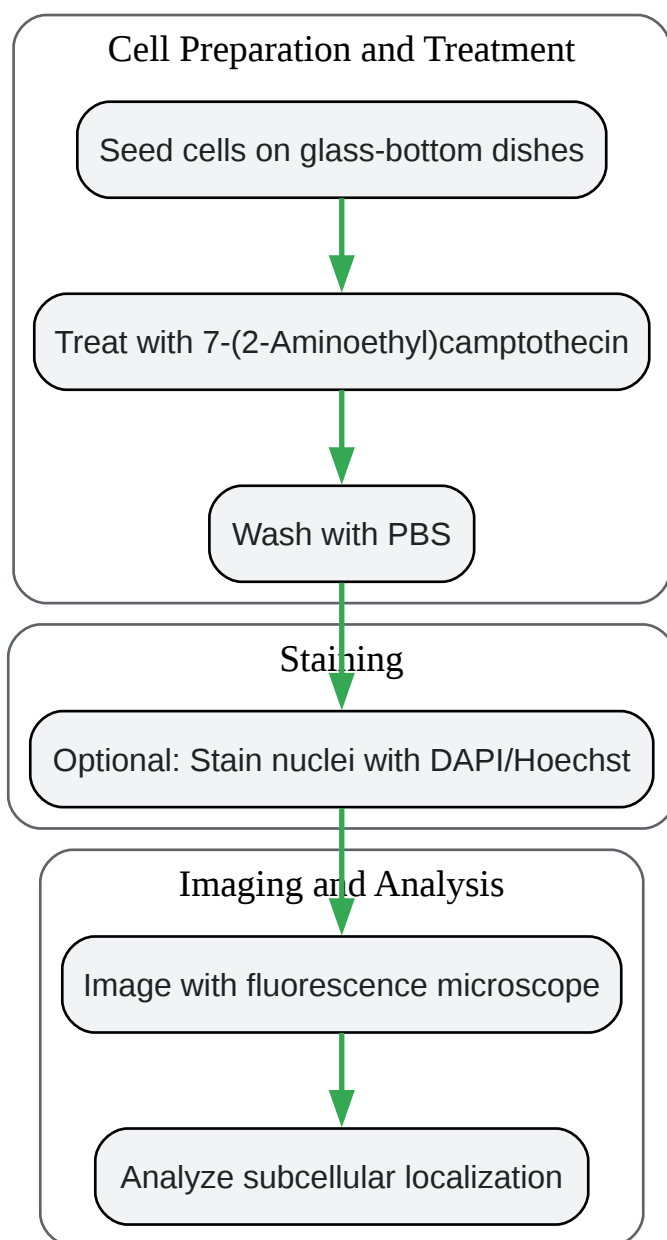 Cell Preparation and Treatment
Seed cells on glass-bottom dishes
Treat with 7-(2-Aminoethyl)camptothecin
Wash with PBS
Staining
Optional: Stain nuclei with DAPI/Hoechst
Imaging and Analysis
Image with fluorescence microscope
Analyze subcellular localization